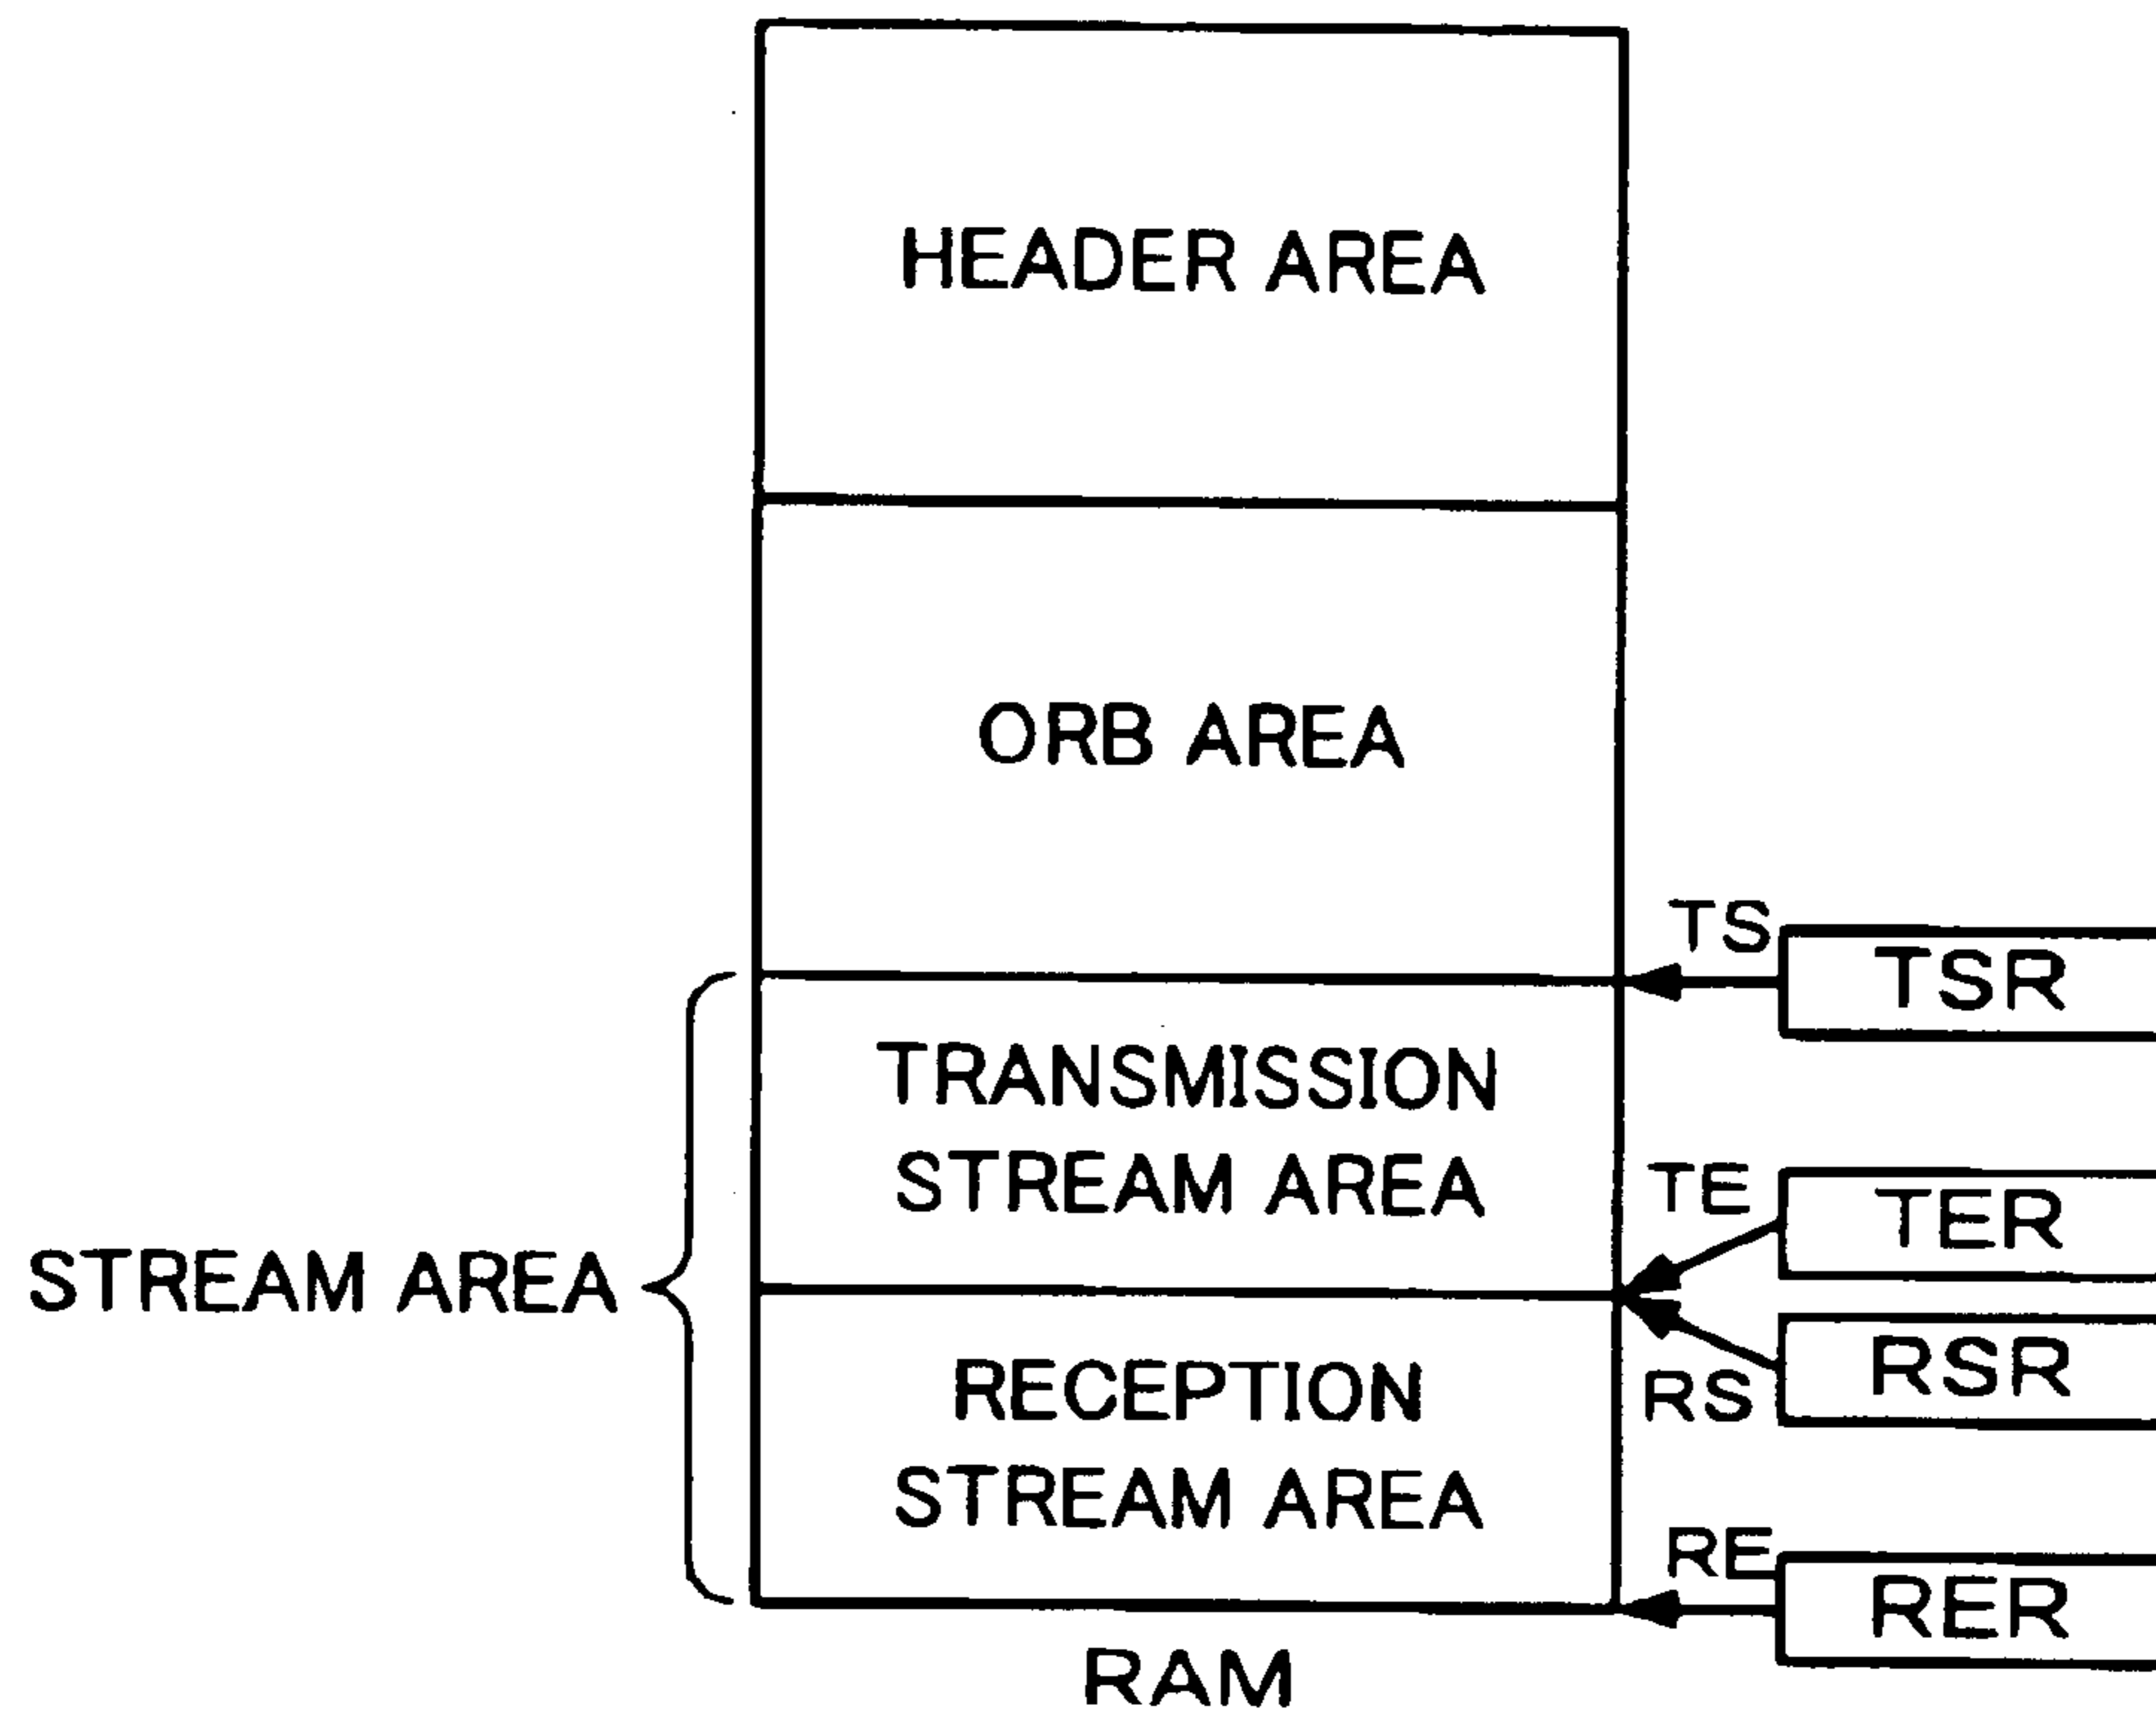 HEADER AREA
ORB AREA
TS
TSR
TRANSMISSION
STREAM AREA
TE
TER
STREAM AREA
RSR
RECEPTION
RS
STREAM AREA
RE
RER
RAM